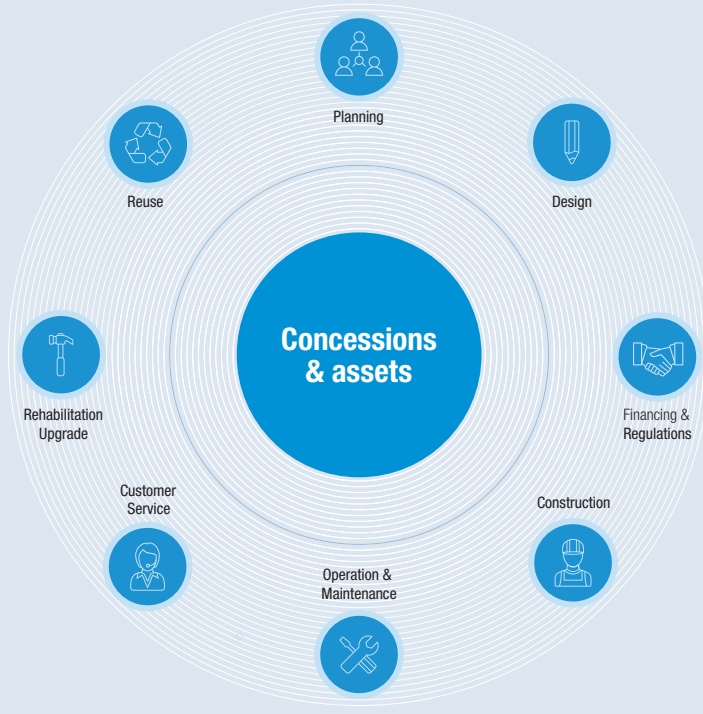 Planning
Design
Financing &
Regulations
Construction
Operation &
Maintenance
Customer
Service
Rehabilitation
Upgrade
Reuse
Concessions
& assets